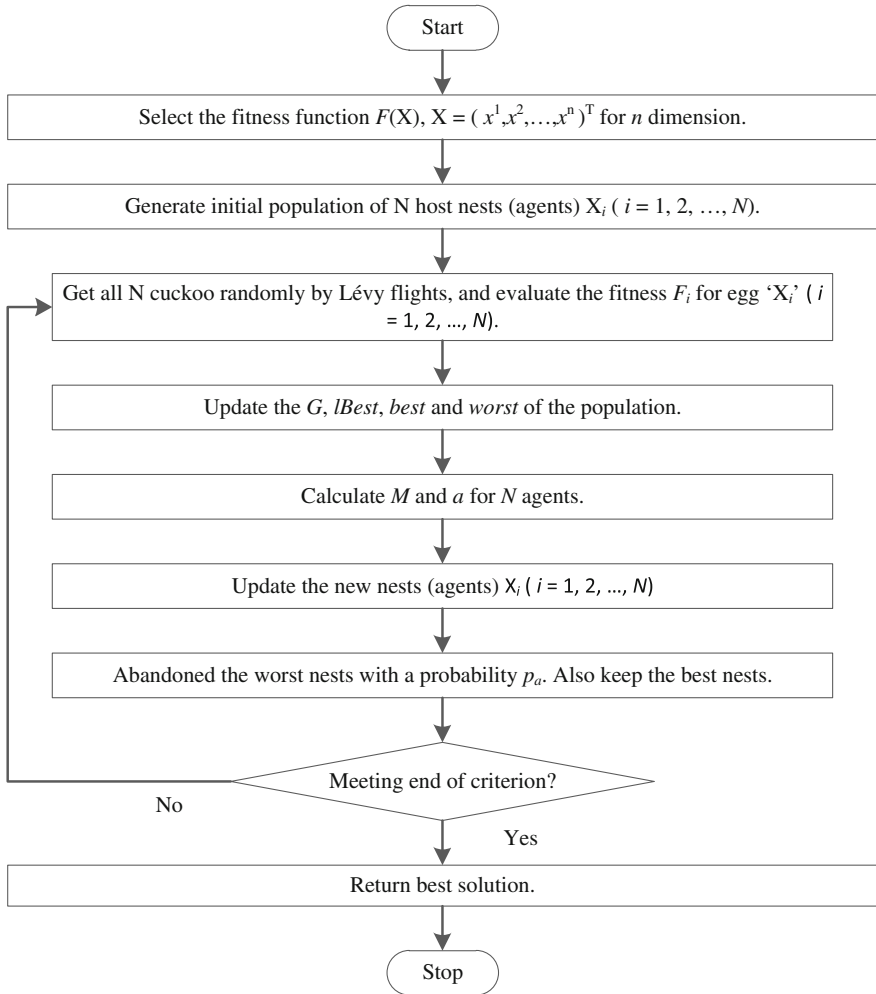 Start
Select the fitness function F(X), X = ( x¹,x²,…,xⁿ )ᵀ for n dimension.
Generate initial population of N host nests (agents) Xᵢ ( i = 1, 2, …, N).
Get all N cuckoo randomly by Lévy flights, and evaluate the fitness Fᵢ for egg ‘Xᵢ’ ( i
= 1, 2, …, N).
Update the G, lBest, best and worst of the population.
Calculate M and a for N agents.
Update the new nests (agents) Xᵢ ( i = 1, 2, …, N)
Abandoned the worst nests with a probability pₐ. Also keep the best nests.
Meeting end of criterion?
No
Yes
Return best solution.
Stop